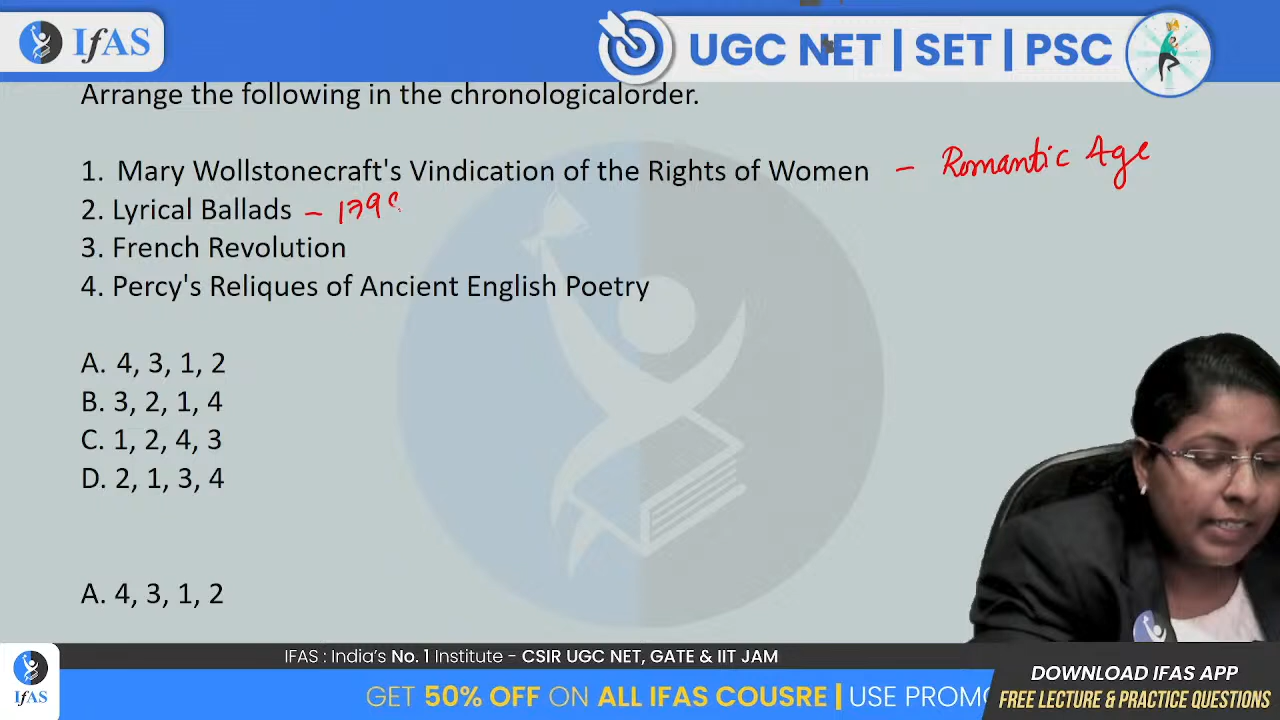 IfAS
UGC NET | SET | PSC
Arrange the following in the chronologicalorder.
1. Mary Wollstonecraft's Vindication of the Rights of Women – Romantic Age
2. Lyrical Ballads – 179
3. French Revolution
4. Percy's Reliques of Ancient English Poetry
A. 4, 3, 1, 2
B. 3, 2, 1, 4
C. 1, 2, 4, 3
D. 2, 1, 3, 4
A. 4, 3, 1, 2
IFAS : India's No. 1 Institute - CSIR UGC NET, GATE & IIT JAM
IfAS
GET 50% OFF ON ALL IFAS COUSRE | USE PROMO
DOWNLOAD IFAS APP
FREE LECTURE & PRACTICE QUESTIONS